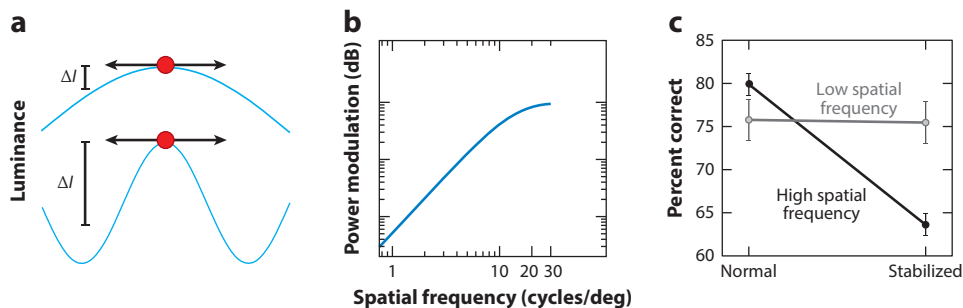 a
ΔI
ΔI
Luminance
b
Power modulation (dB)
1
10
20
30
Spatial frequency (cycles/deg)
c
Percent correct
80
75
70
65
60
Low spatial
frequency
High spatial
frequency
Normal
Stabilized